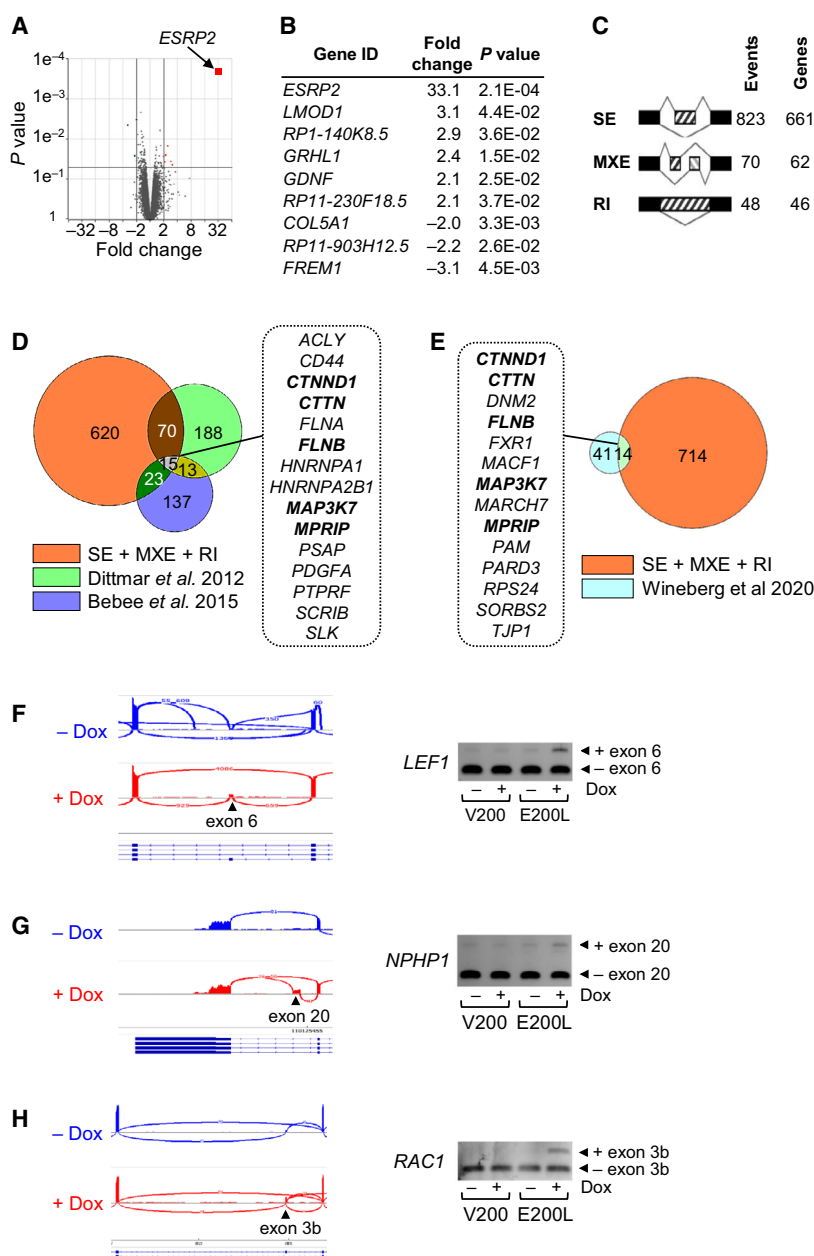 A
ESRP2
1e–4
1e–3
1e–2
1e–1
1
P value
–32 –8 –2 2 8 32
Fold change
B
Gene ID Fold change P value
ESRP2 33.1 2.1E-04
LMOD1 3.1 4.4E-02
RP1-140K8.5 2.9 3.6E-02
GRHL1 2.4 1.5E-02
GDNF 2.1 2.5E-02
RP11-230F18.5 2.1 3.7E-02
COL5A1 –2.0 3.3E-03
RP11-903H12.5 –2.2 2.6E-02
FREM1 –3.1 4.5E-03
C
Events Genes
SE 823 661
MXE 70 62
RI 48 46
D
620 70 188
15 13
23
137
SE + MXE + RI
Dittmar et al. 2012
Bebee et al. 2015
ACLY
CD44
CTNND1
CTTN
FLNA
FLNB
HNRNPA1
HNRNPA2B1
MAP3K7
MPRIP
PSAP
PDGFA
PTPRF
SCRIB
SLK
E
CTNND1
CTTN
DNM2
FLNB
FXR1
MACF1
MAP3K7
MARCH7
MPRIP
PAM
PARD3
RPS24
SORBS2
TJP1
41 14 714
SE + MXE + RI
Wineberg et al 2020
F
– Dox
350
60
+ Dox
4086
929 659
exon 6
LEF1
+ exon 6
– exon 6
– + – + Dox
V200 E200L
G
– Dox
81
+ Dox
exon 20
110125455
NPHP1
+ exon 20
– exon 20
– + – + Dox
V200 E200L
H
– Dox
+ Dox
exon 3b
RAC1
+ exon 3b
– exon 3b
– + – + Dox
V200 E200L